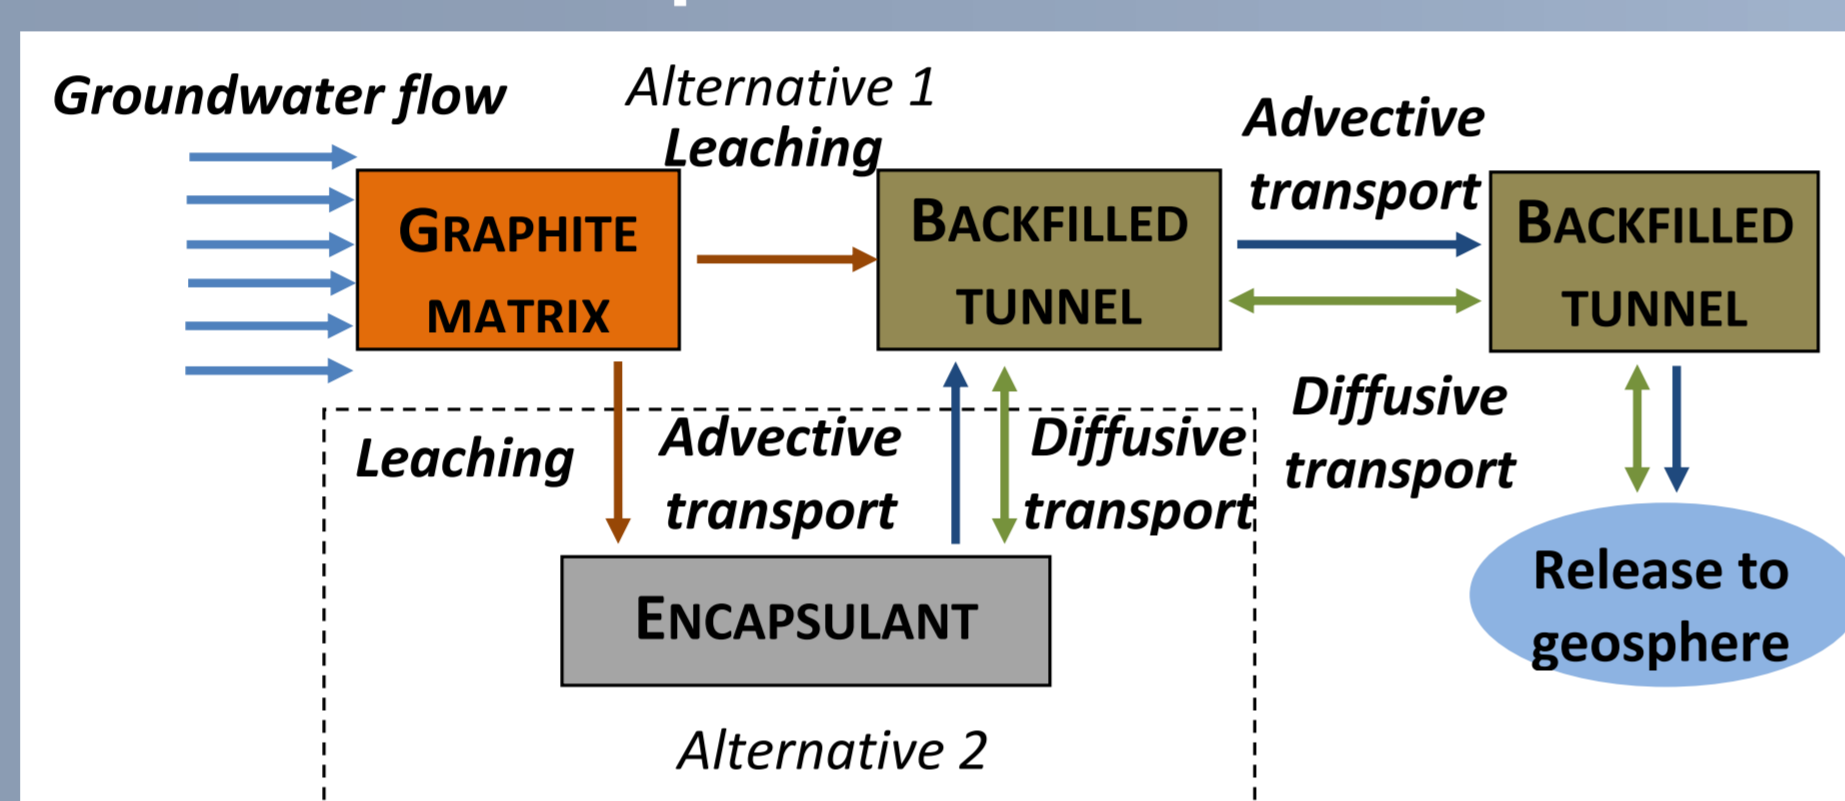 Groundwater flow
Alternative 1
Leaching
GRAPHITE
MATRIX
BACKFILLED
TUNNEL
Advective
transport
BACKFILLED
TUNNEL
Leaching
Advective
transport
Diffusive
transport
Diffusive
transport
ENCAPSULANT
Release to
geosphere
Alternative 2